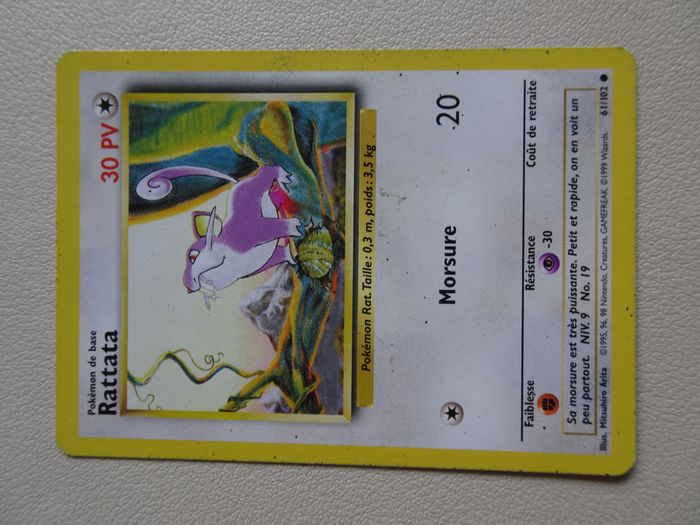 Pokémon de base
Rattata 30 PV
Pokémon Rat. Taille: 0,3 m, poids: 3,5 kg
Morsure 20
Faiblesse Résistance Coût de retraite
-30
Sa morsure est très puissante. Petit et rapide, on en voit un
peu partout. NIV. 9 No. 19
Illus. Mitsuhiro Arita ©1995, 96, 98 Nintendo, Creatures, GAMEFREAK. ©1999 Wizards. 61/102